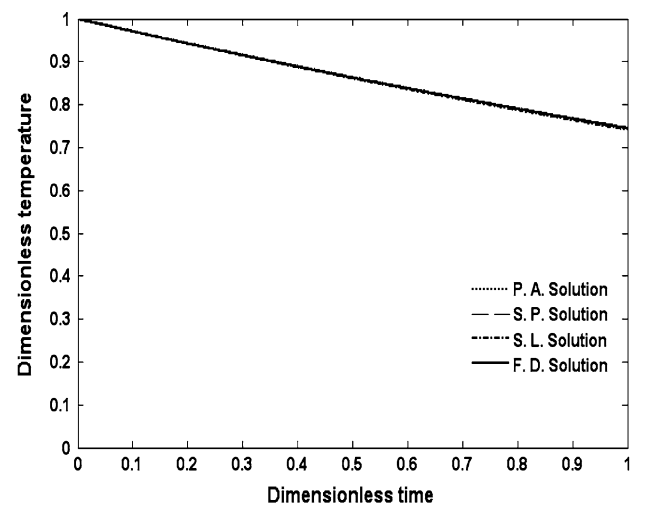 1
0.9
0.8
0.7
0.6
0.5
0.4
0.3
0.2
0.1
0
Dimensionless temperature
P. A. Solution
S. P. Solution
S. L. Solution
F. D. Solution
0 0.1 0.2 0.3 0.4 0.5 0.6 0.7 0.8 0.9 1
Dimensionless time